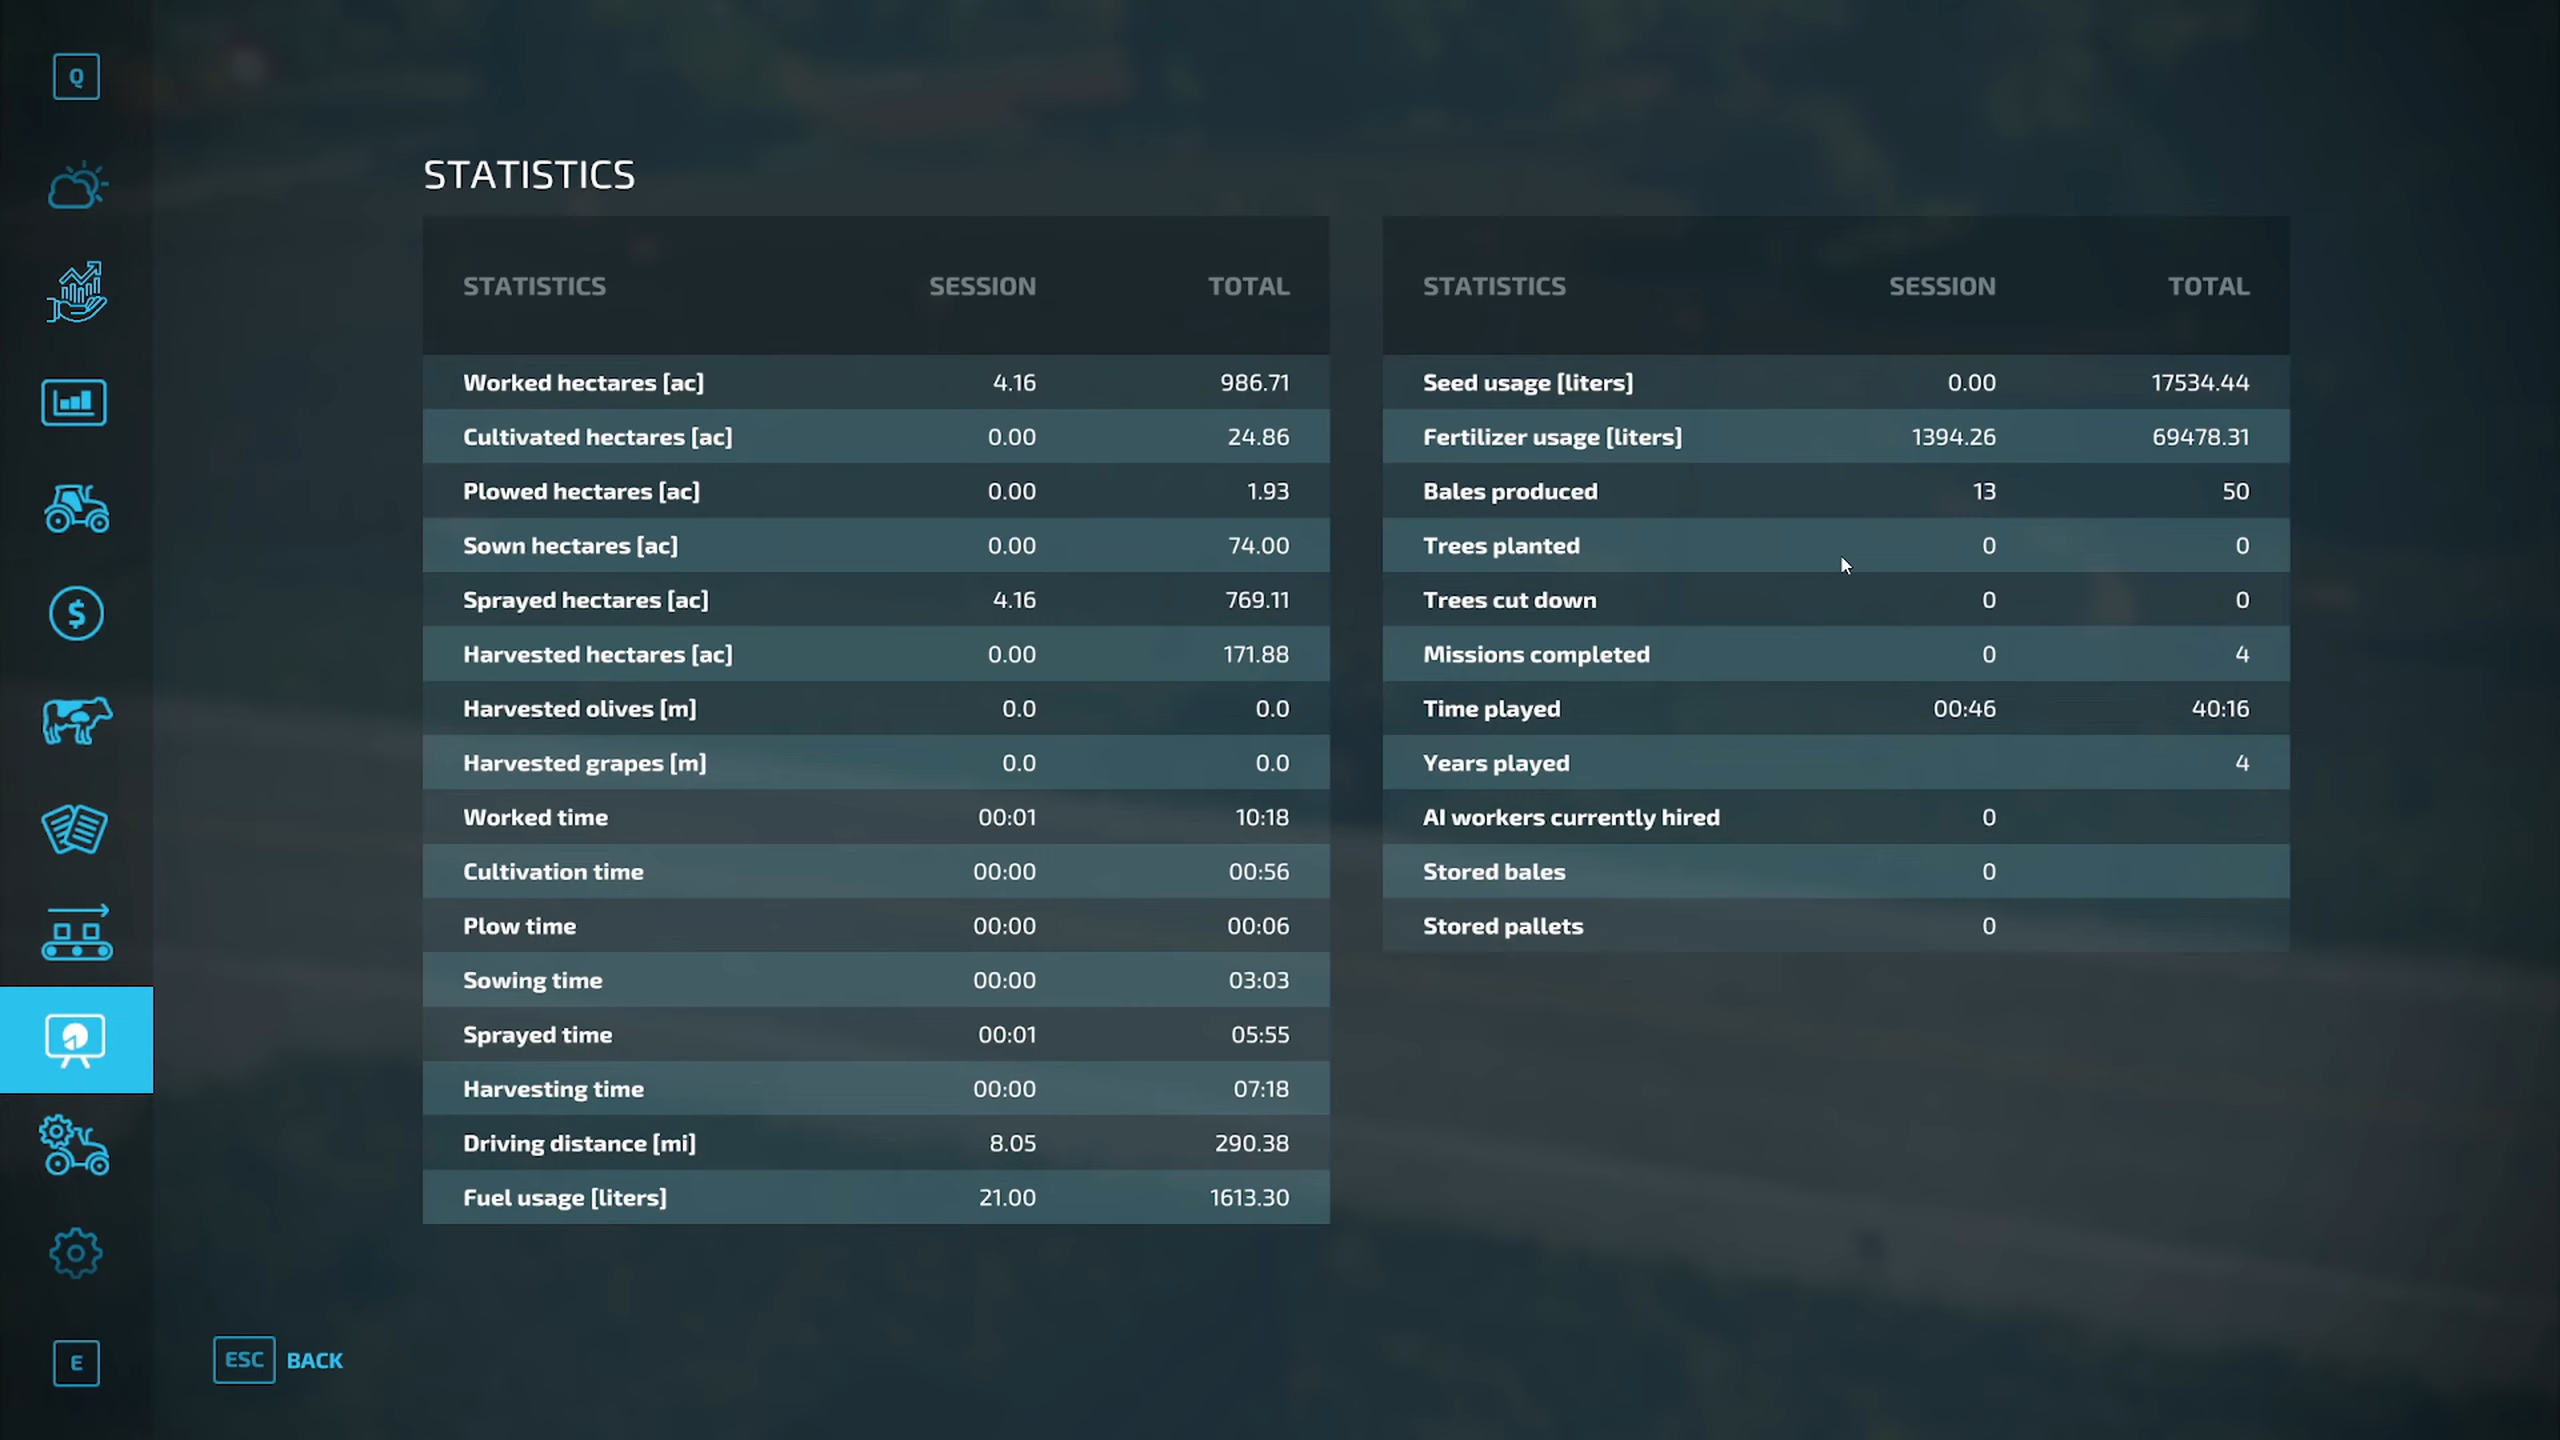 Q
STATISTICS
STATISTICS SESSION TOTAL
Worked hectares [ac] 4.16 986.71
Cultivated hectares [ac] 0.00 24.86
Plowed hectares [ac] 0.00 1.93
Sown hectares [ac] 0.00 74.00
Sprayed hectares [ac] 4.16 769.11
Harvested hectares [ac] 0.00 171.88
Harvested olives [m] 0.0 0.0
Harvested grapes [m] 0.0 0.0
Worked time 00:01 10:18
Cultivation time 00:00 00:56
Plow time 00:00 00:06
Sowing time 00:00 03:03
Sprayed time 00:01 05:55
Harvesting time 00:00 07:18
Driving distance [mi] 8.05 290.38
Fuel usage [liters] 21.00 1613.30
STATISTICS SESSION TOTAL
Seed usage [liters] 0.00 17534.44
Fertilizer usage [liters] 1394.26 69478.31
Bales produced 13 50
Trees planted 0 0
Trees cut down 0 0
Missions completed 0 4
Time played 00:46 40:16
Years played 4
AI workers currently hired 0
Stored bales 0
Stored pallets 0
$
E
ESC BACK